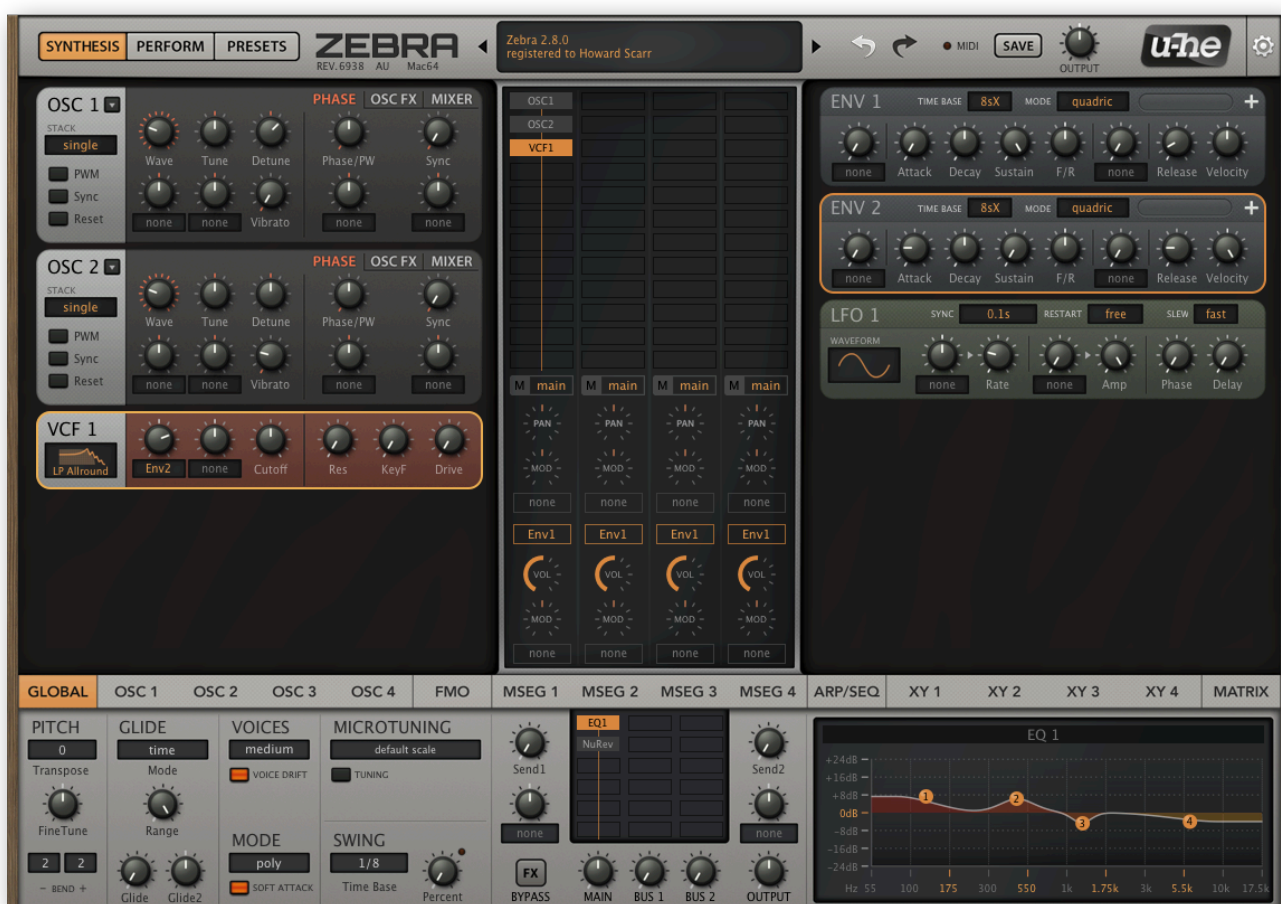 SYNTHESIS PERFORM PRESETS ZEBRA
REV.6938 AU Mac64
Zebra 2.8.0
registered to Howard Scarr
MIDI SAVE OUTPUT u-he
OSC 1 PHASE OSC FX MIXER
STACK
single
PWM
Sync
Reset
Wave Tune Detune Phase/PW Sync
none none Vibrato none none
OSC 2 PHASE OSC FX MIXER
STACK
single
PWM
Sync
Reset
Wave Tune Detune Phase/PW Sync
none none Vibrato none none
VCF 1
LP Allround
Env2 none Cutoff Res KeyF Drive
OSC1
OSC2
VCF1
M main M main M main M main
PAN PAN PAN PAN
MOD MOD MOD MOD
none none none none
Env1 Env1 Env1 Env1
VOL VOL VOL VOL
MOD MOD MOD MOD
none none none none
ENV 1 TIME BASE 8sX MODE quadric +
none Attack Decay Sustain F/R none Release Velocity
ENV 2 TIME BASE 8sX MODE quadric +
none Attack Decay Sustain F/R none Release Velocity
LFO 1 SYNC 0.1s RESTART free SLEW fast
WAVEFORM
none Rate none Amp Phase Delay
GLOBAL OSC 1 OSC 2 OSC 3 OSC 4 FMO MSEG 1 MSEG 2 MSEG 3 MSEG 4 ARP/SEQ XY 1 XY 2 XY 3 XY 4 MATRIX
PITCH
0
Transpose
FineTune
2 2
- BEND +
GLIDE
time
Mode
Range
Glide Glide2
VOICES
medium
VOICE DRIFT
MODE
poly
SOFT ATTACK
MICROTUNING
default scale
TUNING
SWING
1/8
Time Base Percent
Send1
none
FX
BYPASS
EQ1
NuRev
MAIN BUS 1 BUS 2
Send2
none
OUTPUT
EQ 1
+24dB
+16dB
+8dB
0dB
-8dB
-16dB
-24dB
1 2 3 4
Hz 55 100 175 300 550 1k 1.75k 3k 5.5k 10k 17.5k